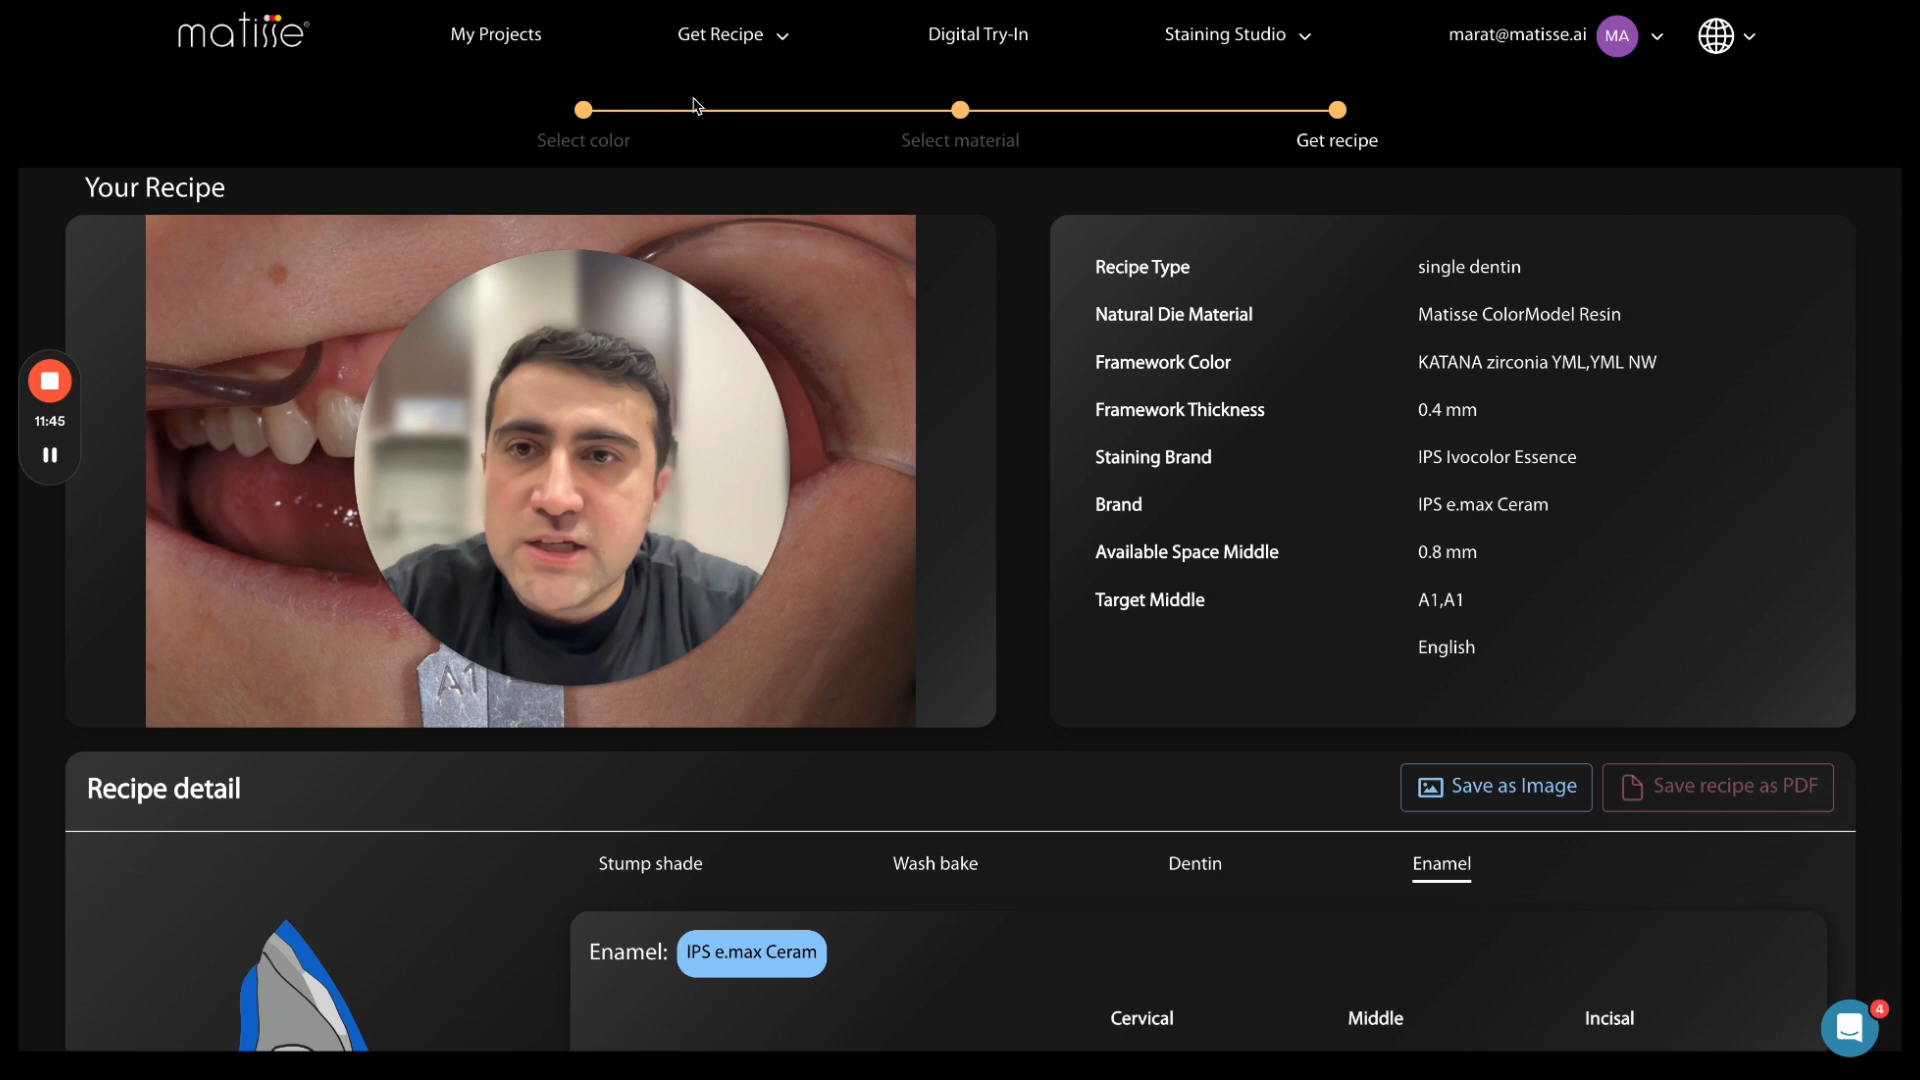 matisse
My Projects
Get Recipe
Digital Try-In
Staining Studio
marat@matisse.ai
MA
Select color
Select material
Get recipe
Your Recipe
11:45
A1
Recipe Type single dentin
Natural Die Material Matisse ColorModel Resin
Framework Color KATANA zirconia YML,YML NW
Framework Thickness 0.4 mm
Staining Brand IPS Ivocolor Essence
Brand IPS e.max Ceram
Available Space Middle 0.8 mm
Target Middle A1,A1
English
Recipe detail
Save as Image
Save recipe as PDF
Stump shade
Wash bake
Dentin
Enamel
Enamel: IPS e.max Ceram
Cervical
Middle
Incisal
4